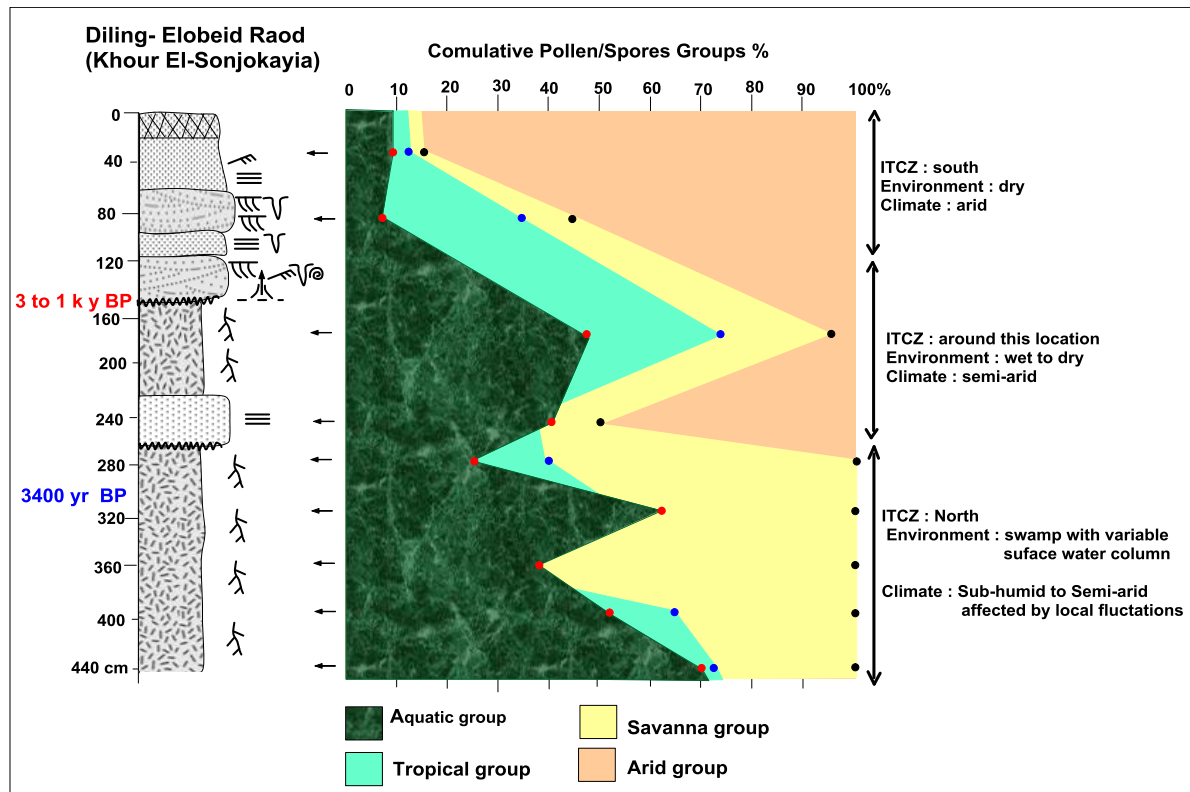 Diling- Elobeid Raod
(Khour El-Sonjokayia)
Comulative Pollen/Spores Groups %
0 10 20 30 40 50 60 70 80 90 100%
0
40
80
120
3 to 1 k y BP
160
200
240
280
3400 yr BP
320
360
400
440 cm
ITCZ : south
Environment : dry
Climate : arid
ITCZ : around this location
Environment : wet to dry
Climate : semi-arid
ITCZ : North
Environment : swamp with variable
suface water column
Climate : Sub-humid to Semi-arid
affected by local fluctations
Aquatic group
Savanna group
Tropical group
Arid group